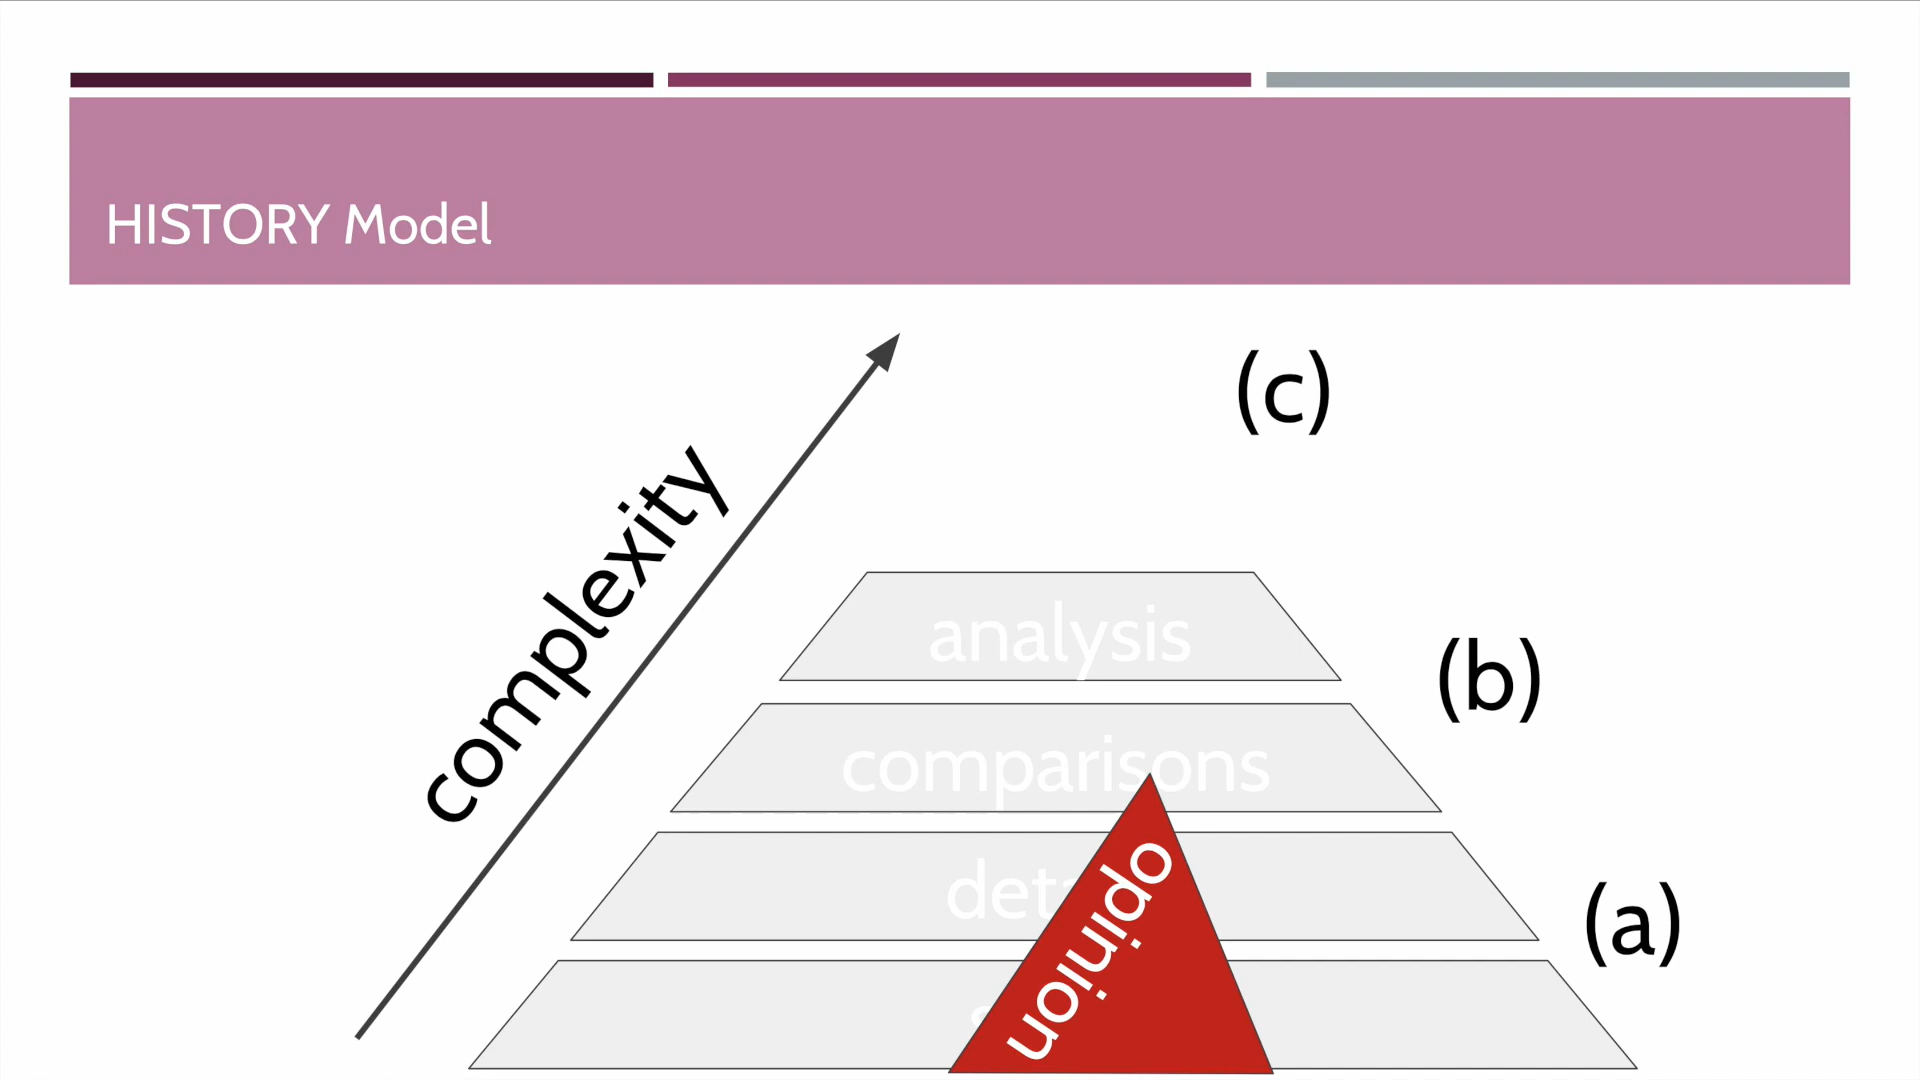 HISTORY Model
complexity
(c)
analysis
(b)
comparisons
opinion
(a)